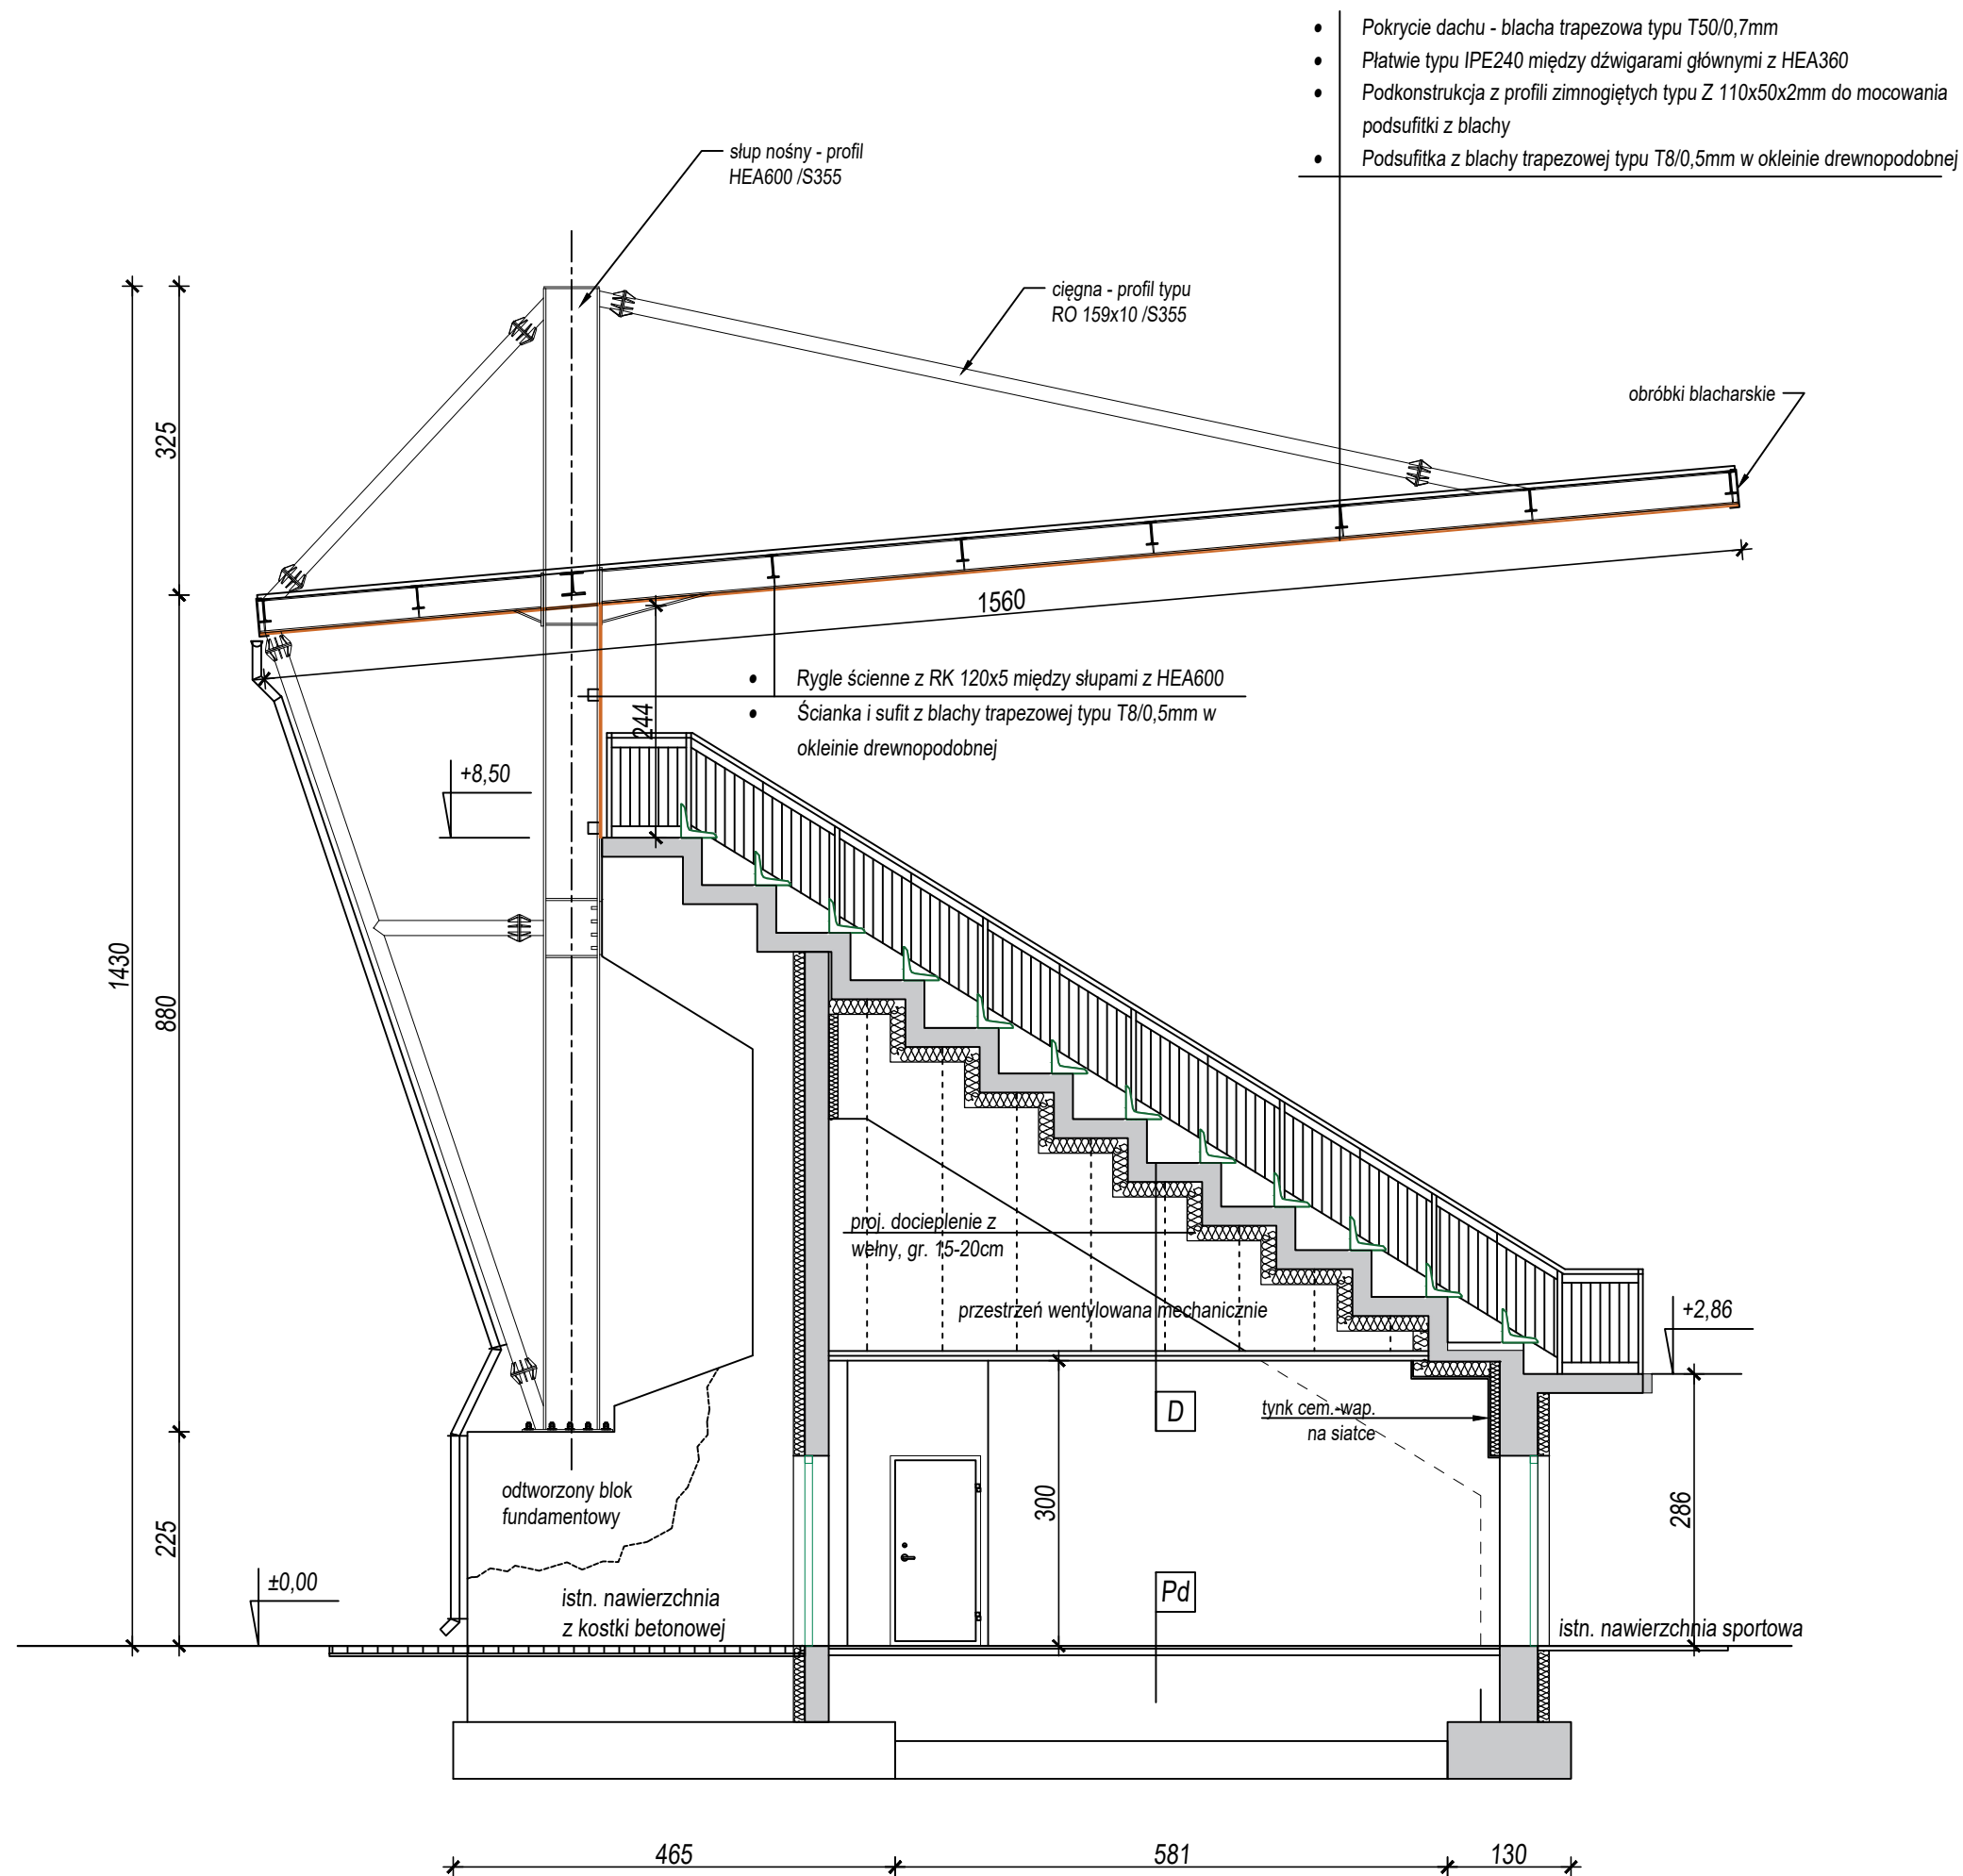 • Pokrycie dachu - blacha trapezowa typu T50/0,7mm
• Płatwie typu IPE240 między dźwigarami głównymi z HEA360
• Podkonstrukcja z profili zimnogiętych typu Z 110x50x2mm do mocowania
podsufitki z blachy
• Podsufitka z blachy trapezowej typu T8/0,5mm w okleinie drewnopodobnej
słup nośny - profil
HEA600 /S355
cięgna - profil typu
RO 159x10 /S355
obróbki blacharskie
325
1560
• Rygle ścienne z RK 120x5 między słupami z HEA600
• Ścianka i sufit z blachy trapezowej typu T8/0,5mm w
okleinie drewnopodobnej
244
+8,50
1430
880
proj. docieplenie z
wełny, gr. 15-20cm
przestrzeń wentylowana mechanicznie
+2,86
D
tynk cem.-wap.
na siatce
odtworzony blok
fundamentowy
300
286
225
±0,00
Pd
istn. nawierzchnia
z kostki betonowej
istn. nawierzchnia sportowa
465
581
130